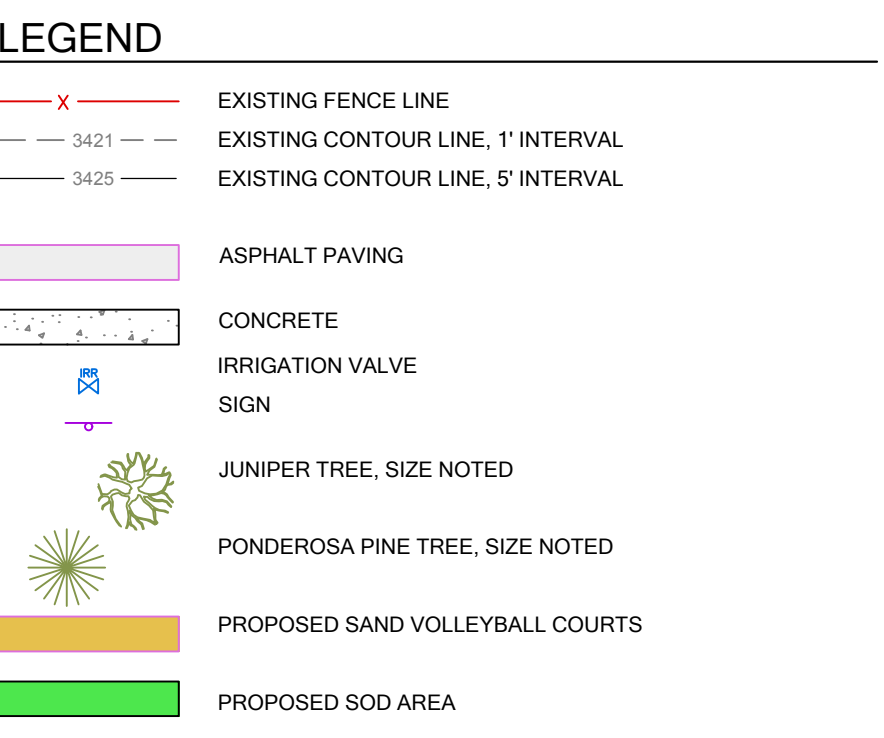 LEGEND
X EXISTING FENCE LINE
3421 EXISTING CONTOUR LINE, 1' INTERVAL
3425 EXISTING CONTOUR LINE, 5' INTERVAL
ASPHALT PAVING
CONCRETE
IRRIGATION VALVE
IRR
SIGN
JUNIPER TREE, SIZE NOTED
PONDEROSA PINE TREE, SIZE NOTED
PROPOSED SAND VOLLEYBALL COURTS
PROPOSED SOD AREA